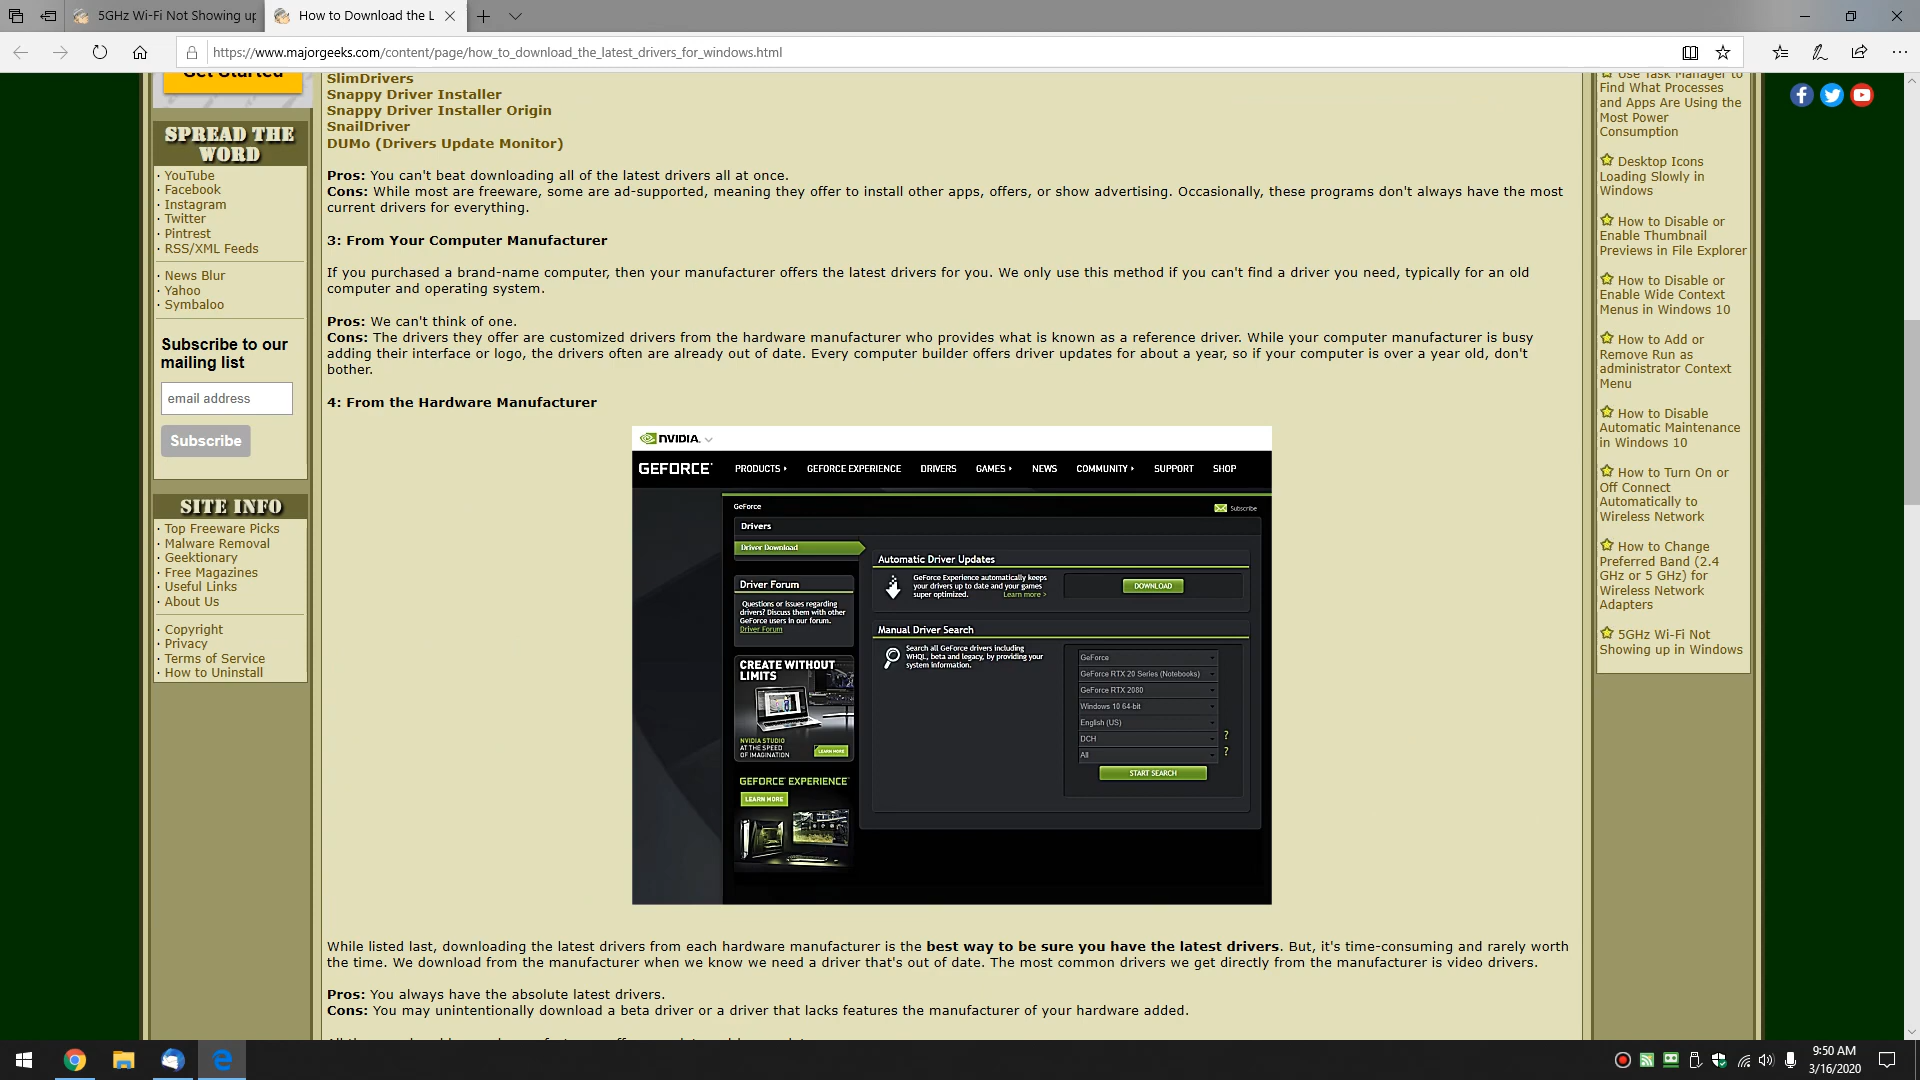 5GHz Wi-Fi Not Showing up
How to Download the L
https://www.majorgeeks.com/content/page/how_to_download_the_latest_drivers_for_windows.html
Get Started
SPREAD THE
WORD
· YouTube
· Facebook
· Instagram
· Twitter
· Pintrest
· RSS/XML Feeds
· News Blur
· Yahoo
· Symbaloo
Subscribe to our
mailing list
email address
Subscribe
SITE INFO
· Top Freeware Picks
· Malware Removal
· Geektionary
· Free Magazines
· Useful Links
· About Us
· Copyright
· Privacy
· Terms of Service
· How to Uninstall
SlimDrivers
Snappy Driver Installer
Snappy Driver Installer Origin
SnailDriver
DUMo (Drivers Update Monitor)
Pros: You can't beat downloading all of the latest drivers all at once.
Cons: While most are freeware, some are ad-supported, meaning they offer to install other apps, offers, or show advertising. Occasionally, these programs don't always have the most
current drivers for everything.
3: From Your Computer Manufacturer
If you purchased a brand-name computer, then your manufacturer offers the latest drivers for you. We only use this method if you can't find a driver you need, typically for an old
computer and operating system.
Pros: We can't think of one.
Cons: The drivers they offer are customized drivers from the hardware manufacturer who provides what is known as a reference driver. While your computer manufacturer is busy
adding their interface or logo, the drivers often are already out of date. Every computer builder offers driver updates for about a year, so if your computer is over a year old, don't
bother.
4: From the Hardware Manufacturer
NVIDIA.
GEFORCE PRODUCTS GEFORCE EXPERIENCE DRIVERS GAMES NEWS COMMUNITY SUPPORT SHOP
GeForce
Subscribe
Drivers
Driver Download
Driver Forum
Questions or issues regarding
drivers? Discuss them with other
GeForce users in our forum.
Driver Forum
CREATE WITHOUT
LIMITS
NVIDIA STUDIO
AT THE SPEED
OF IMAGINATION
LEARN MORE
GEFORCE EXPERIENCE
LEARN MORE
Automatic Driver Updates
GeForce Experience automatically keeps
your drivers up to date and your games
super optimized. Learn more >
DOWNLOAD
Manual Driver Search
Search all GeForce drivers including
WHQL, beta and legacy, by providing your
system information.
GeForce
GeForce RTX 20 Series (Notebooks)
GeForce RTX 2080
Windows 10 64-bit
English (US)
DCH ?
All ?
START SEARCH
While listed last, downloading the latest drivers from each hardware manufacturer is the best way to be sure you have the latest drivers. But, it's time-consuming and rarely worth
the time. We download from the manufacturer when we know we need a driver that's out of date. The most common drivers we get directly from the manufacturer is video drivers.
Pros: You always have the absolute latest drivers.
Cons: You may unintentionally download a beta driver or a driver that lacks features the manufacturer of your hardware added.
Use Task Manager to
Find What Processes
and Apps Are Using the
Most Power
Consumption
Desktop Icons
Loading Slowly in
Windows
How to Disable or
Enable Thumbnail
Previews in File Explorer
How to Disable or
Enable Wide Context
Menus in Windows 10
How to Add or
Remove Run as
administrator Context
Menu
How to Disable
Automatic Maintenance
in Windows 10
How to Turn On or
Off Connect
Automatically to
Wireless Network
How to Change
Preferred Band (2.4
GHz or 5 GHz) for
Wireless Network
Adapters
5GHz Wi-Fi Not
Showing up in Windows
9:50 AM
3/16/2020